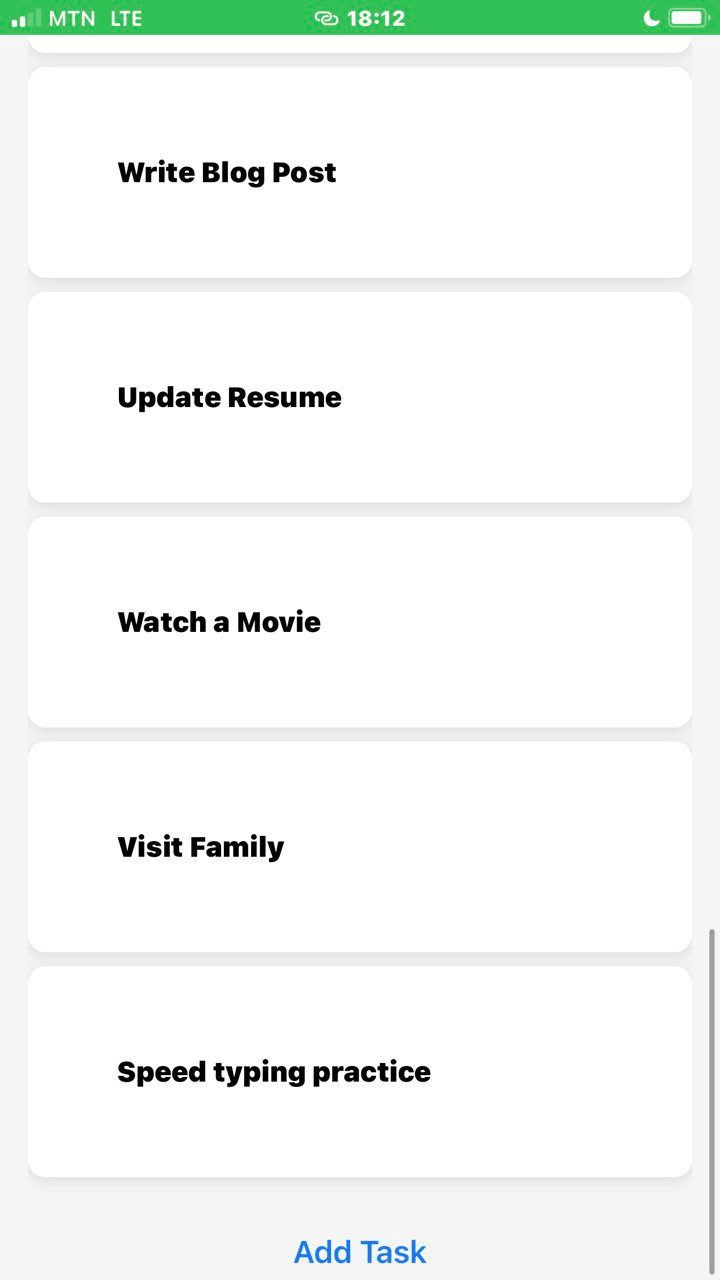 MTN LTE 18:12
Write Blog Post
Update Resume
Watch a Movie
Visit Family
Speed typing practice
Add Task